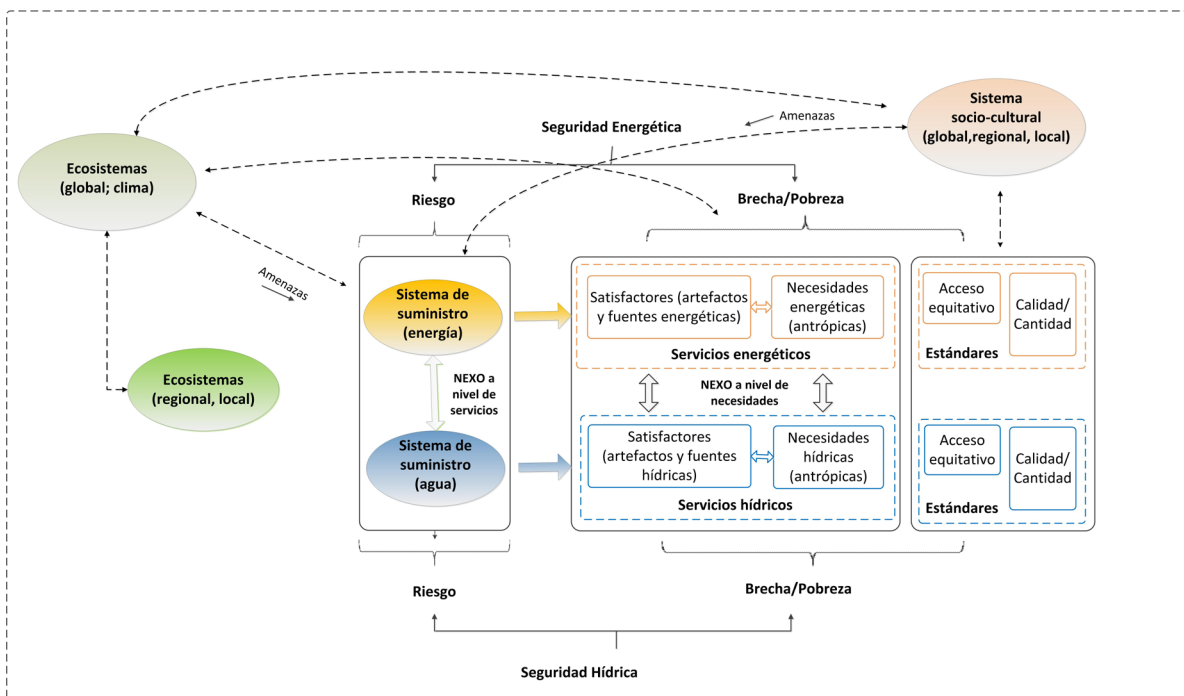 Sistema
socio-cultural
(global,regional, local)
Amenazas
Seguridad Energética
Ecosistemas
(global; clima)
Riesgo
Brecha/Pobreza
Amenazas
Sistema de
suministro
(energía)
Satisfactores (artefactos
y fuentes energéticas)
Necesidades
energéticas
(antrópicas)
Servicios energéticos
Acceso
equitativo
Calidad/
Cantidad
Estándares
Ecosistemas
(regional, local)
NEXO a
nivel de
servicios
NEXO a nivel de
necesidades
Sistema de
suministro
(agua)
Satisfactores
(artefactos y fuentes
hídricas)
Necesidades
hídricas
(antrópicas)
Servicios hídricos
Acceso
equitativo
Calidad/
Cantidad
Estándares
Riesgo
Brecha/Pobreza
Seguridad Hídrica